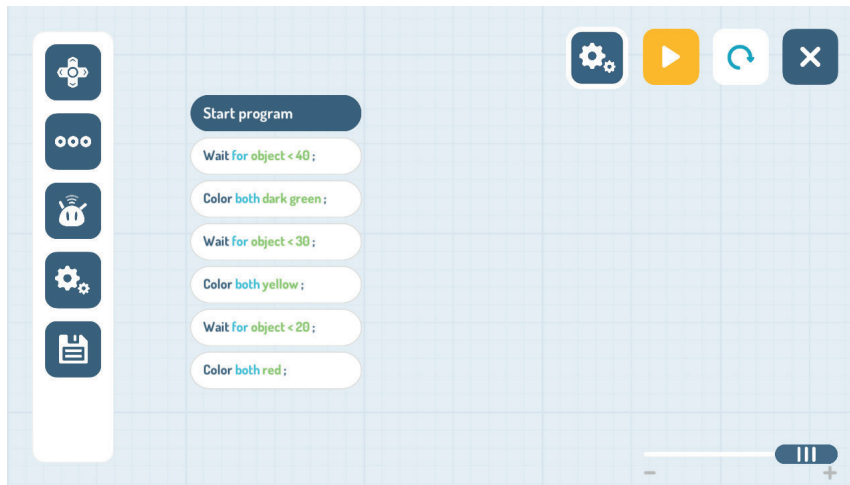 Start program
Wait for object < 40 ;
Color both dark green ;
Wait for object < 30 ;
Color both yellow ;
Wait for object < 20 ;
Color both red ;